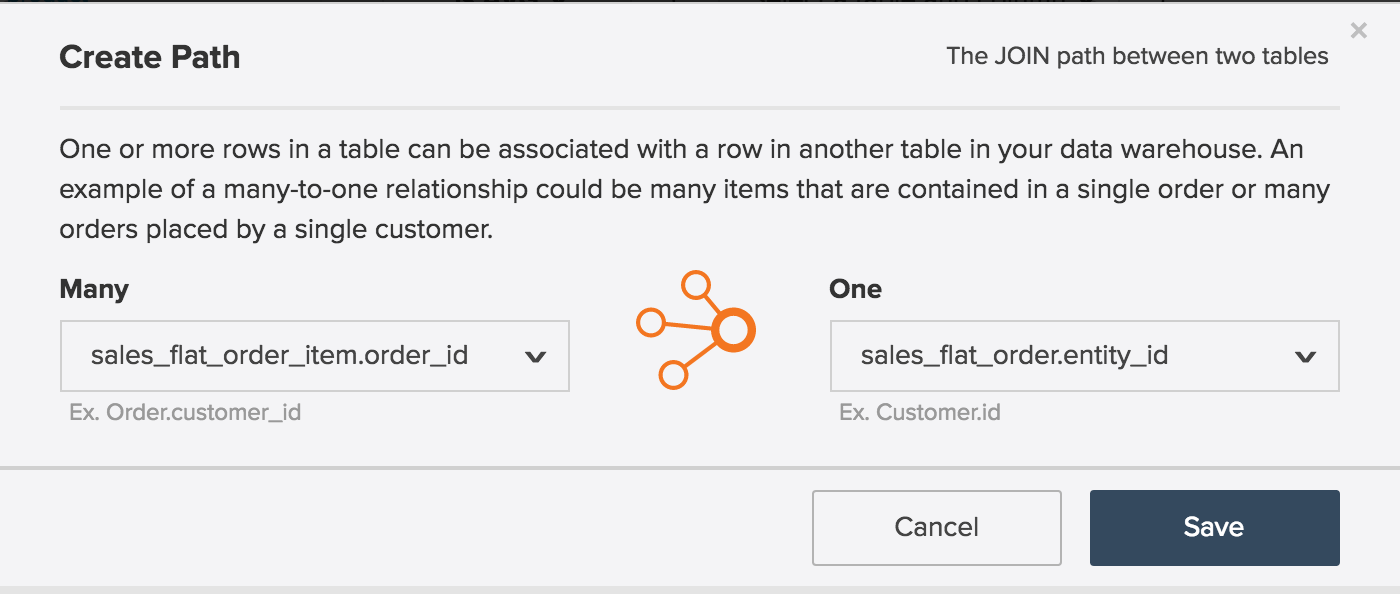 Create Path
The JOIN path between two tables
×
One or more rows in a table can be associated with a row in another table in your data warehouse. An
example of a many-to-one relationship could be many items that are contained in a single order or many
orders placed by a single customer.
Many
One
sales_flat_order_item.order_id
sales_flat_order.entity_id
Ex. Order.customer_id
Ex. Customer.id
Cancel
Save